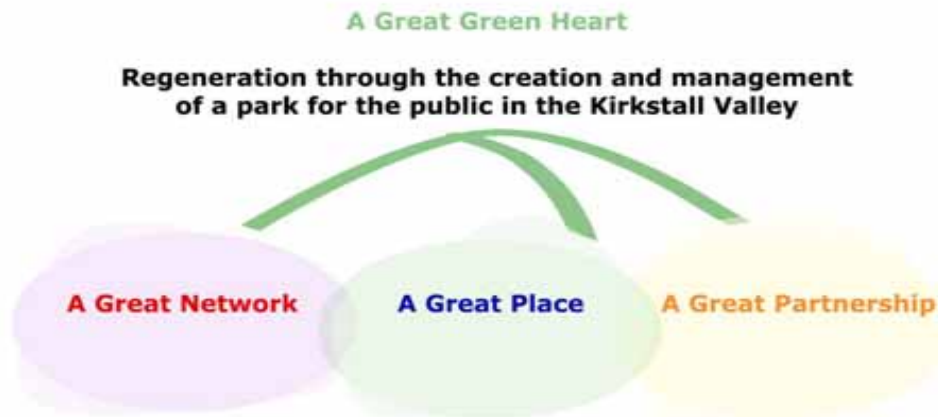 A Great Green Heart
Regeneration through the creation and management
of a park for the public in the Kirkstall Valley
A Great Network
A Great Place
A Great Partnership